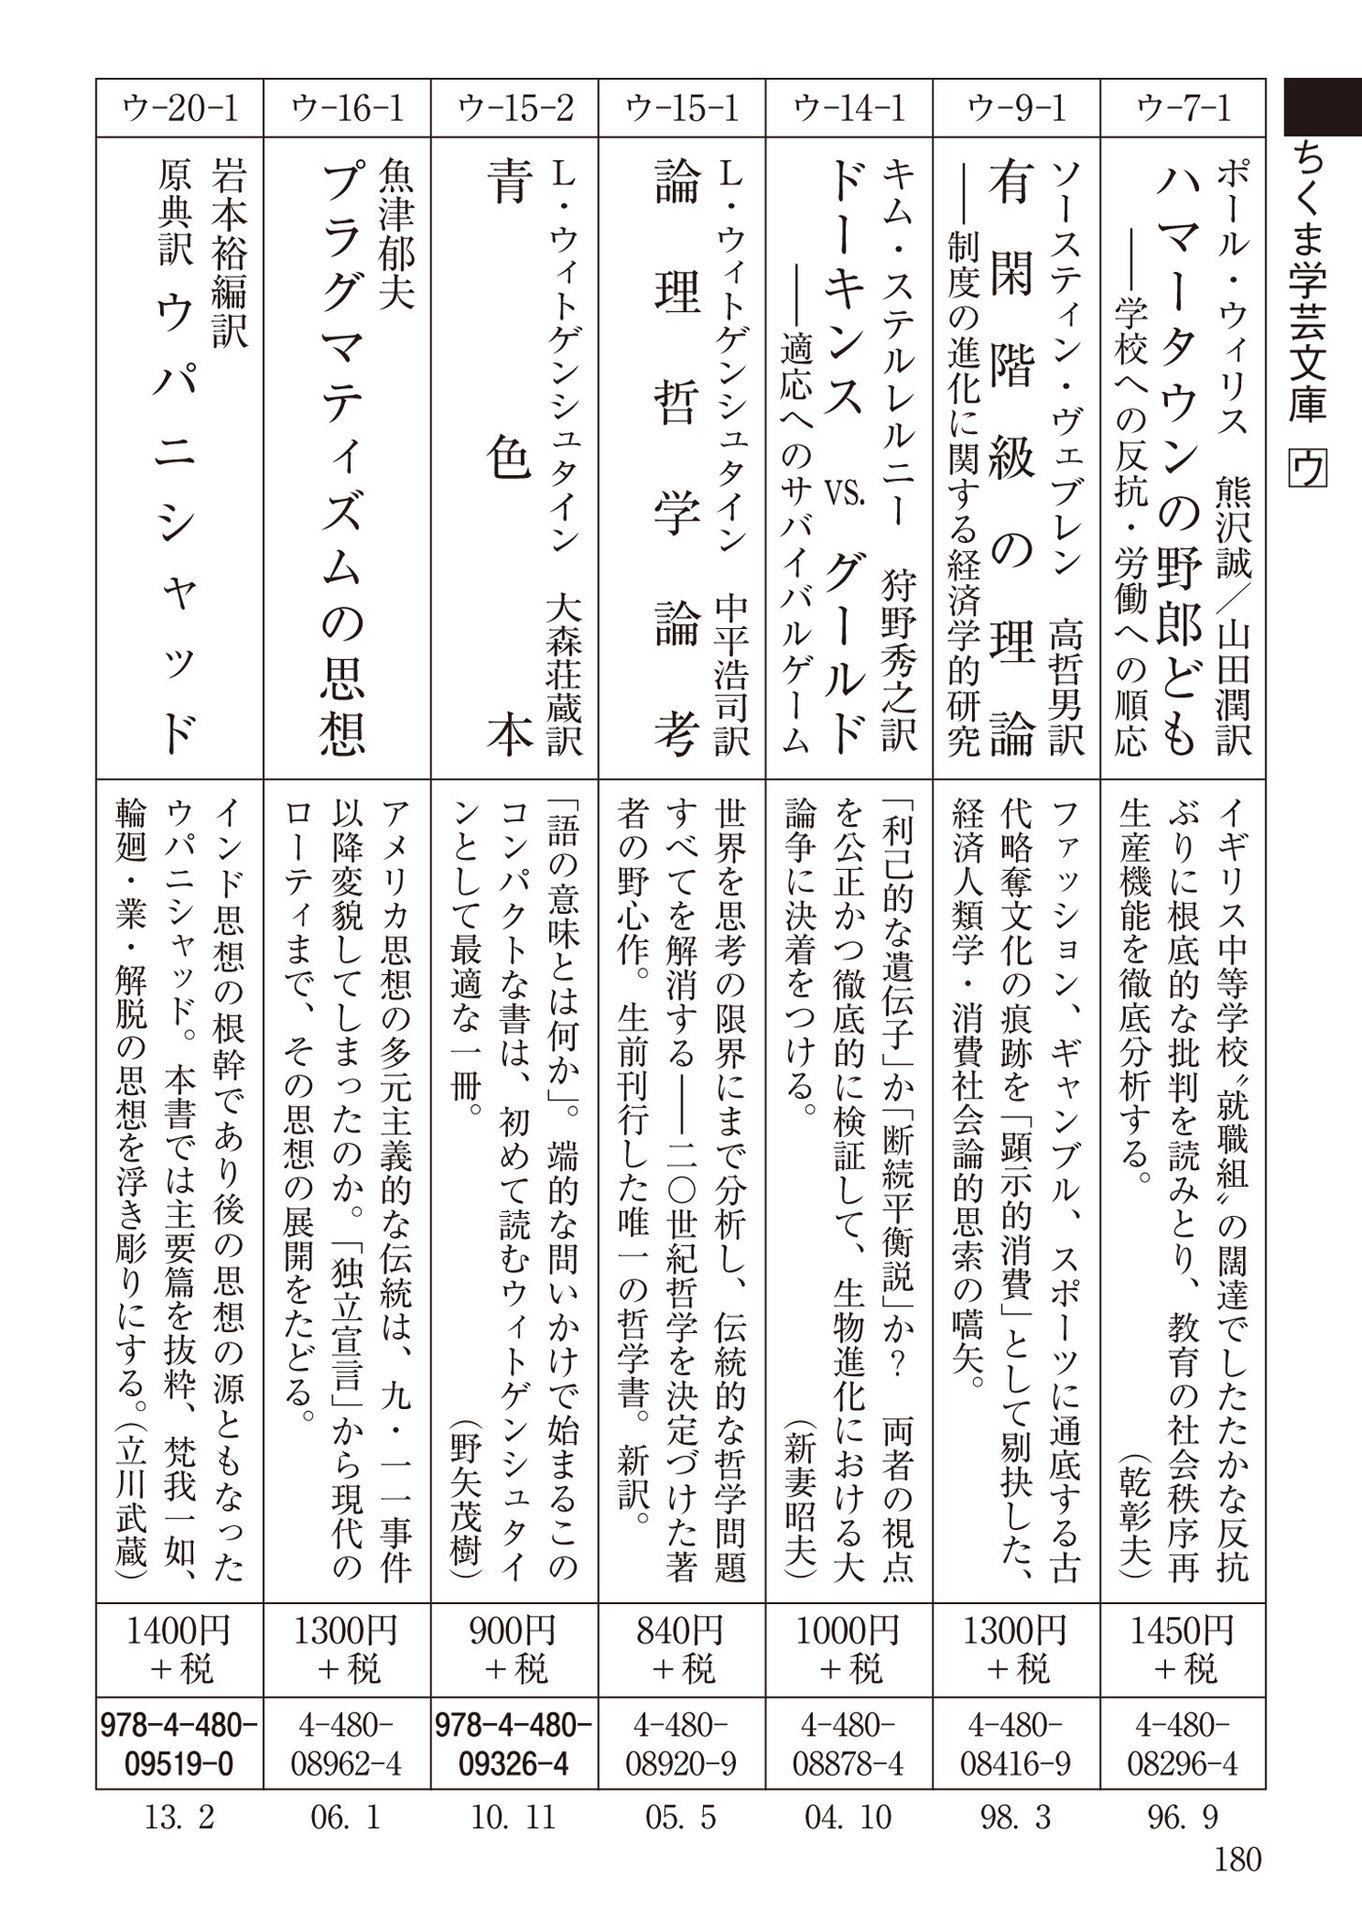 ちくま学芸文庫 ウ
ウ-7-1
ポール・ウィリス 熊沢誠／山田潤訳
ハマータウンの野郎ども
――学校への反抗・労働への順応
イギリス中等学校〝就職組〟の闊達でしたたかな反抗
ぶりに根底的な批判を読みとり、教育の社会秩序再
生産機能を徹底分析する。 （乾彰夫）
1450円
＋税
4-480-
08296-4
96. 9
ウ-9-1
ソースティン・ヴェブレン 高哲男訳
有閑階級の理論
――制度の進化に関する経済学的研究
ファッション、ギャンブル、スポーツに通底する古
代略奪文化の痕跡を「顕示的消費」として剔抉した、
経済人類学・消費社会論的思索の嚆矢。
1300円
＋税
4-480-
08416-9
98. 3
ウ-14-1
キム・ステルレルニー 狩野秀之訳
ドーキンス VS. グールド
――適応へのサバイバルゲーム
「利己的な遺伝子」か「断続平衡説」か？ 両者の視点
を公正かつ徹底的に検証して、生物進化における大
論争に決着をつける。 （新妻昭夫）
1000円
＋税
4-480-
08878-4
04. 10
ウ-15-1
L・ウィトゲンシュタイン 中平浩司訳
論理哲学論考
世界を思考の限界にまで分析し、伝統的な哲学問題
すべてを解消する――二〇世紀哲学を決定づけた著
者の野心作。生前刊行した唯一の哲学書。新訳。
840円
＋税
4-480-
08920-9
05. 5
ウ-15-2
L・ウィトゲンシュタイン 大森荘蔵訳
青色本
「語の意味とは何か」。端的な問いかけで始まるこの
コンパクトな書は、初めて読むウィトゲンシュタイ
ンとして最適な一冊。 （野矢茂樹）
900円
＋税
978-4-480-
09326-4
10. 11
ウ-16-1
魚津郁夫
プラグマティズムの思想
アメリカ思想の多元主義的な伝統は、九・一一事件
以降変貌してしまったのか。「独立宣言」から現代の
ローティまで、その思想の展開をたどる。
1300円
＋税
4-480-
08962-4
06. 1
ウ-20-1
岩本裕編訳
原典訳 ウパニシャッド
インド思想の根幹であり後の思想の源ともなった
ウパニシャッド。本書では主要篇を抜粋、梵我一如、
輪廻・業・解脱の思想を浮き彫りにする。（立川武蔵）
1400円
＋税
978-4-480-
09519-0
13. 2
180